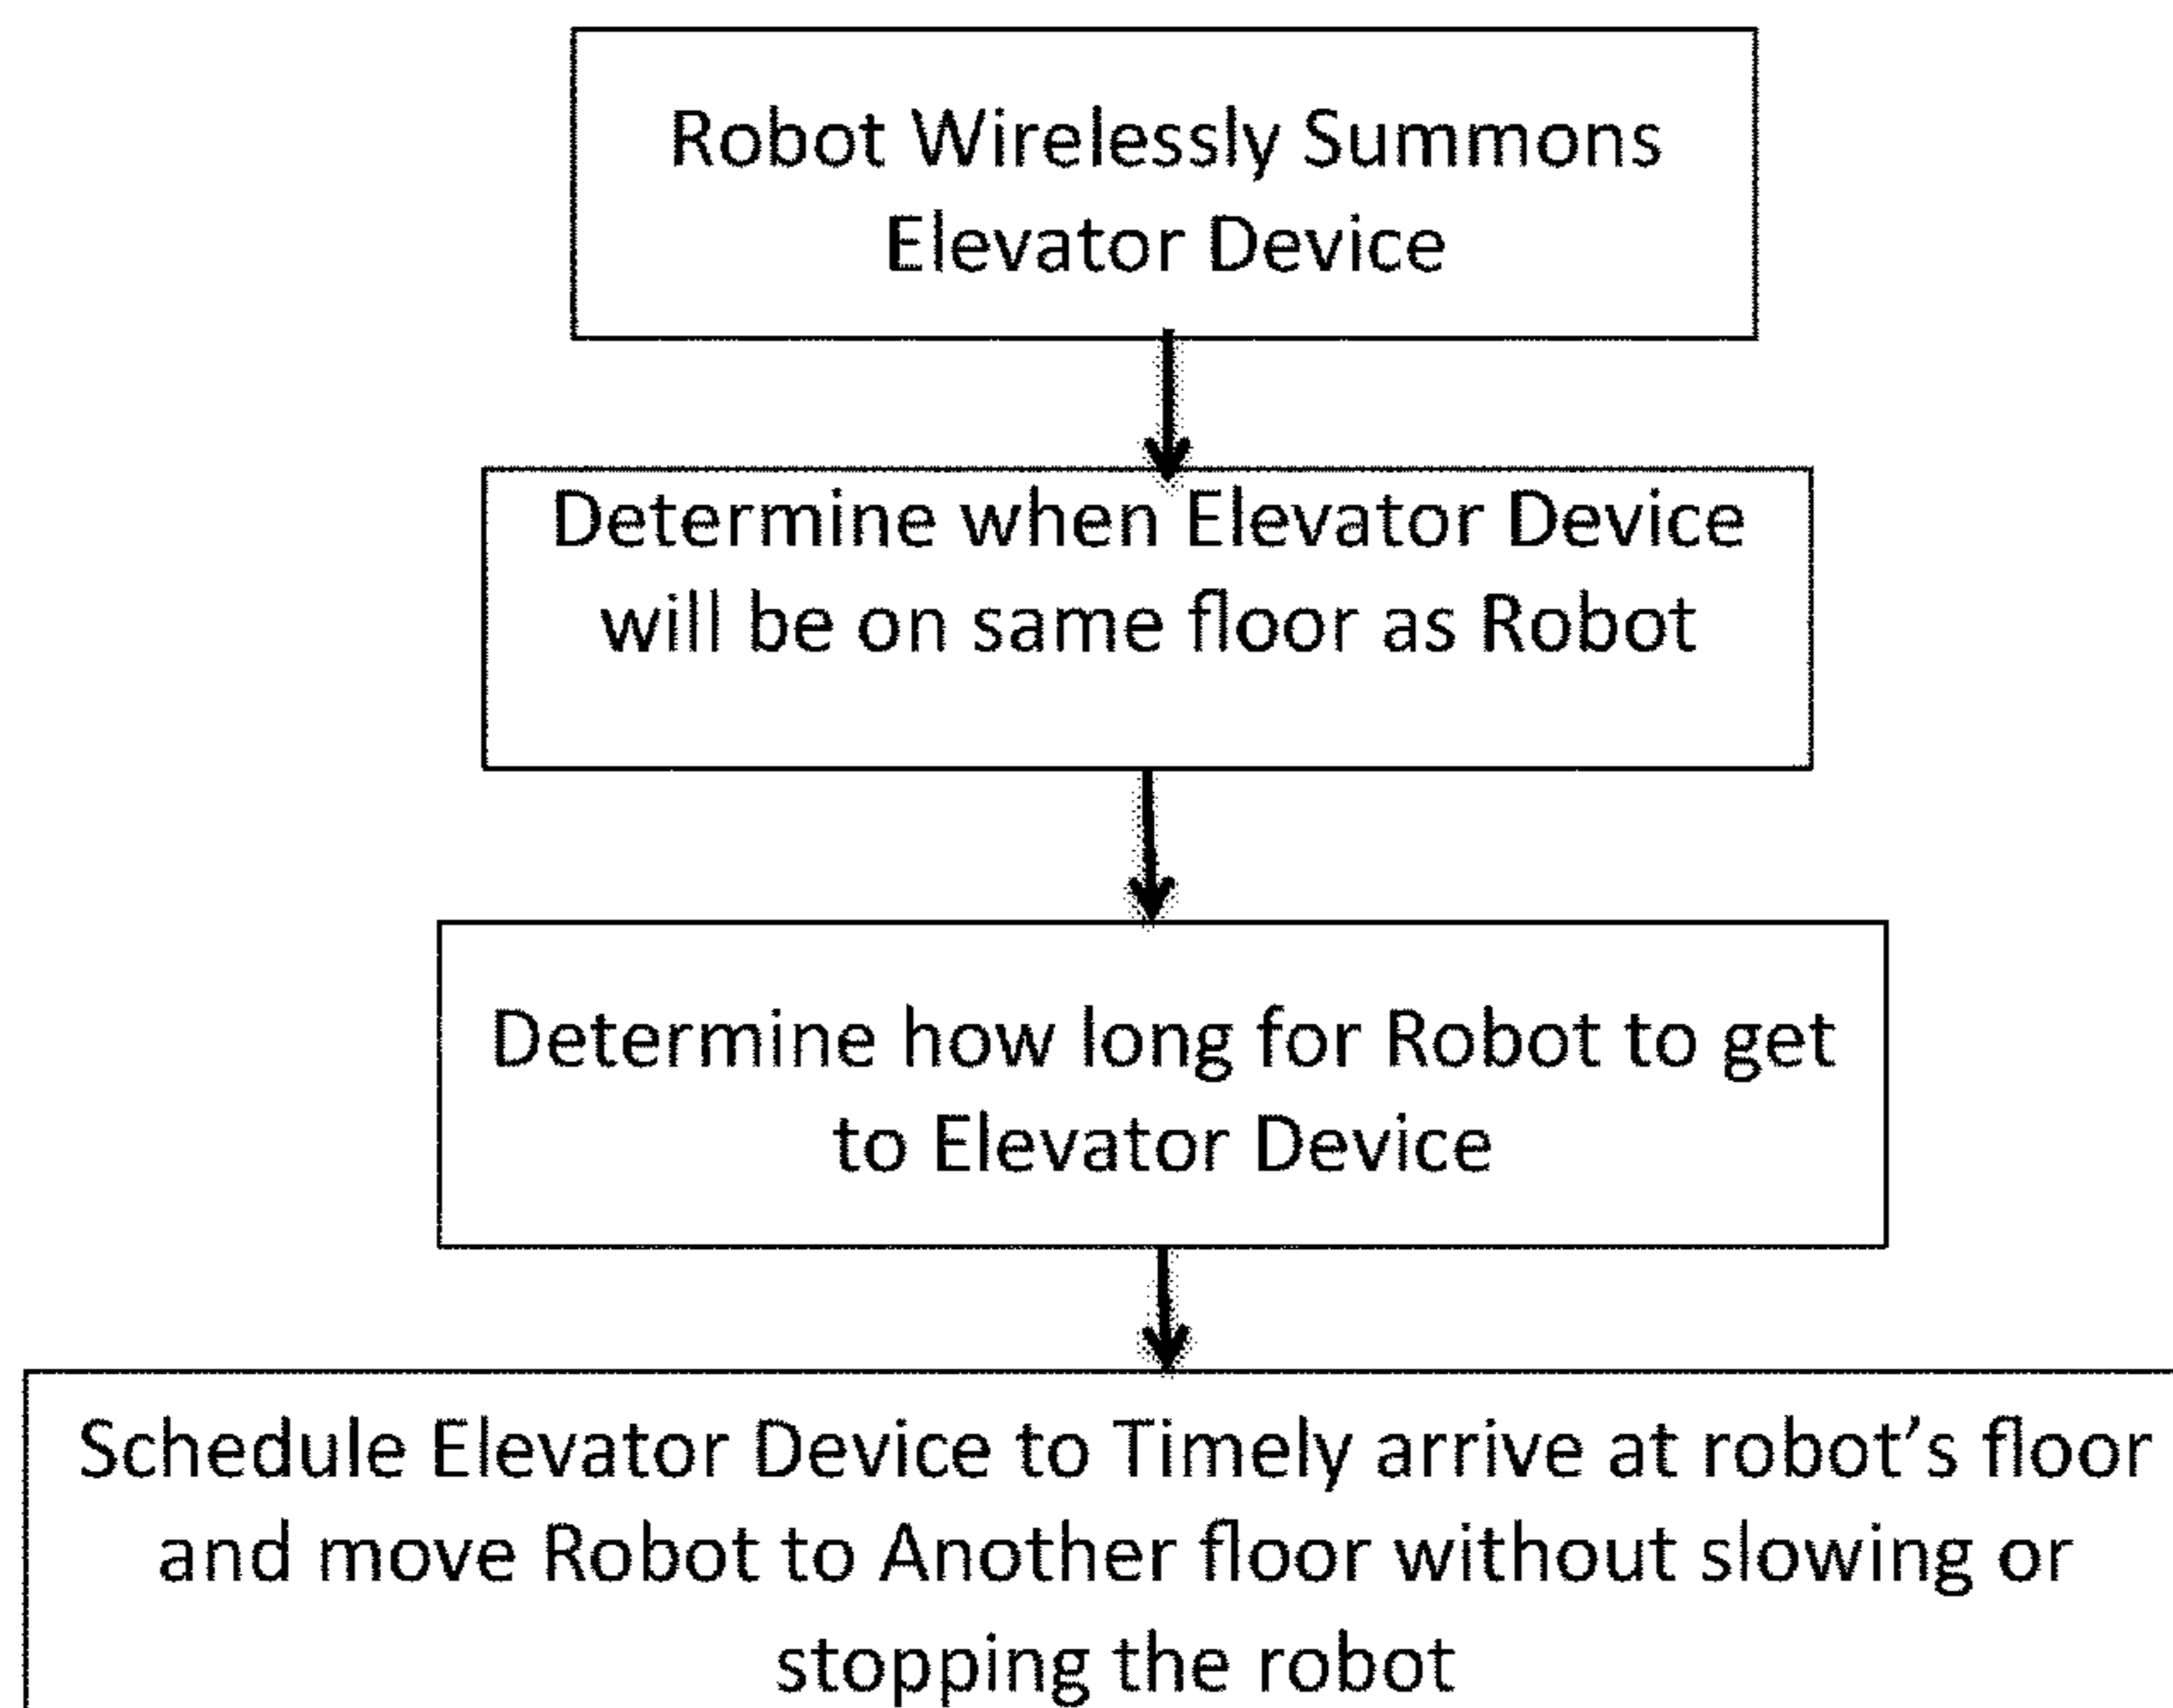 Robot Wirelessly Summons
Elevator Device
Determine when Elevator Device
will be on same floor as Robot
Determine how long for Robot to get
to Elevator Device
Schedule Elevator Device to Timely arrive at robot’s floor
and move Robot to Another floor without slowing or
stopping the robot